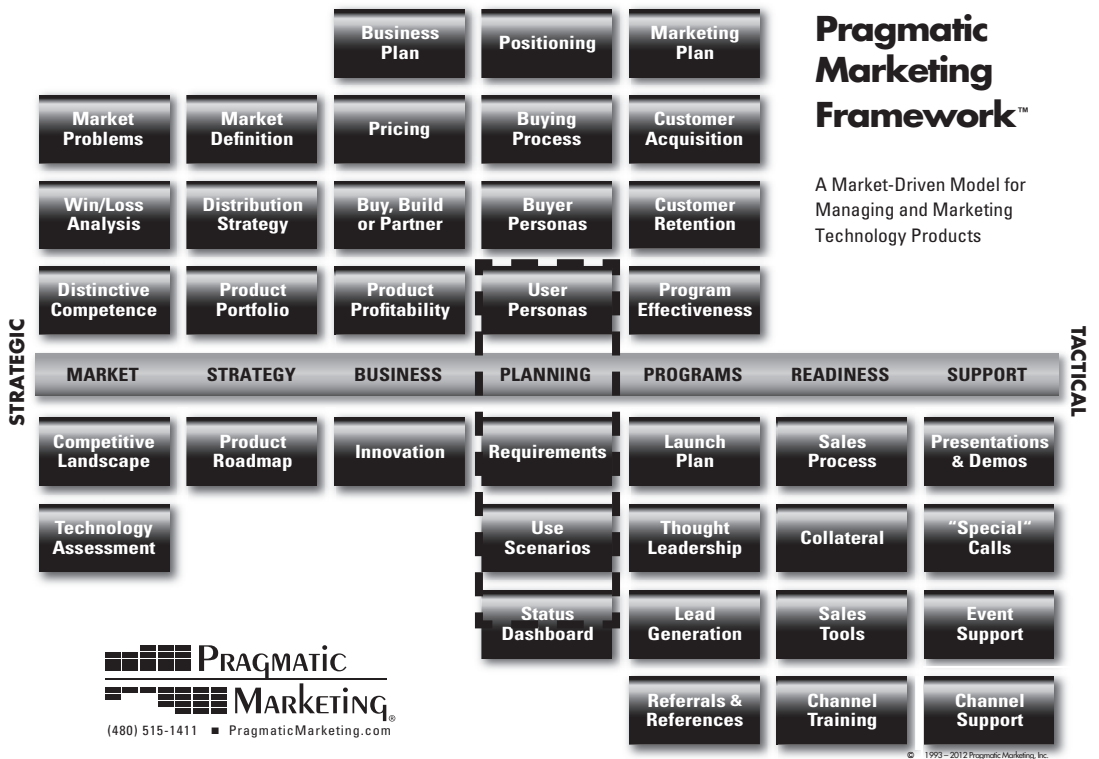 Pragmatic
Marketing
Framework™
A Market-Driven Model for
Managing and Marketing
Technology Products
Business
Plan
Positioning
Marketing
Plan
Market
Problems
Market
Definition
Pricing
Buying
Process
Customer
Acquisition
Win/Loss
Analysis
Distribution
Strategy
Buy, Build
or Partner
Buyer
Personas
Customer
Retention
Distinctive
Competence
Product
Portfolio
Product
Profitability
User
Personas
Program
Effectiveness
STRATEGIC
MARKET
STRATEGY
BUSINESS
PLANNING
PROGRAMS
READINESS
SUPPORT
TACTICAL
Competitive
Landscape
Product
Roadmap
Innovation
Requirements
Launch
Plan
Sales
Process
Presentations
& Demos
Technology
Assessment
Use
Scenarios
Thought
Leadership
Collateral
“Special“
Calls
Status
Dashboard
Lead
Generation
Sales
Tools
Event
Support
Referrals &
References
Channel
Training
Channel
Support
PRAGMATIC
MARKETING®
(480) 515-1411 ■ PragmaticMarketing.com
© 1993 – 2012 Pragmatic Marketing, Inc.